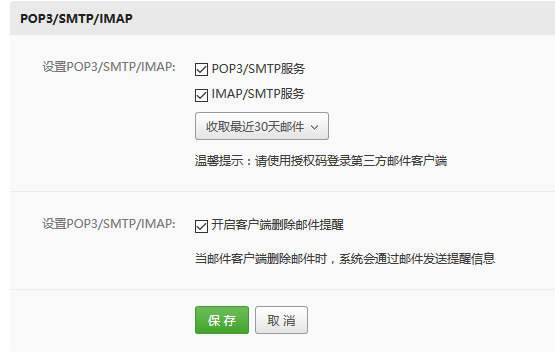 POP3/SMTP/IMAP
设置POP3/SMTP/IMAP:
POP3/SMTP服务
IMAP/SMTP服务
收取最近30天邮件
温馨提示：请使用授权码登录第三方邮件客户端
设置POP3/SMTP/IMAP:
开启客户端删除邮件提醒
当邮件客户端删除邮件时，系统会通过邮件发送提醒信息
保 存 取 消